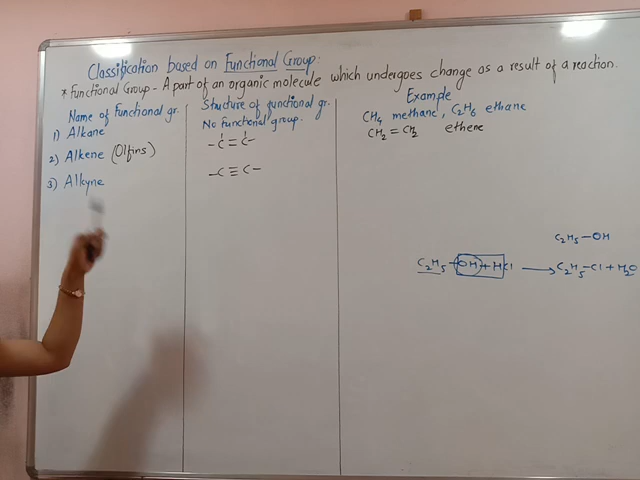 Classification based on Functional Group:
* Functional Group - A part of an organic molecule which undergoes change as a result of a reaction.
Name of Functional gr.
1) Alkane
2) Alkene (Olfins)
3) Alkyne
Structure of functional gr.
No functional group.
-C=C-
-C≡C-
Example
CH4 methane, C2H6 ethane
CH2=CH2 ethene
C2H5-OH
C2H5-OH+HCl → C2H5-Cl+H2O